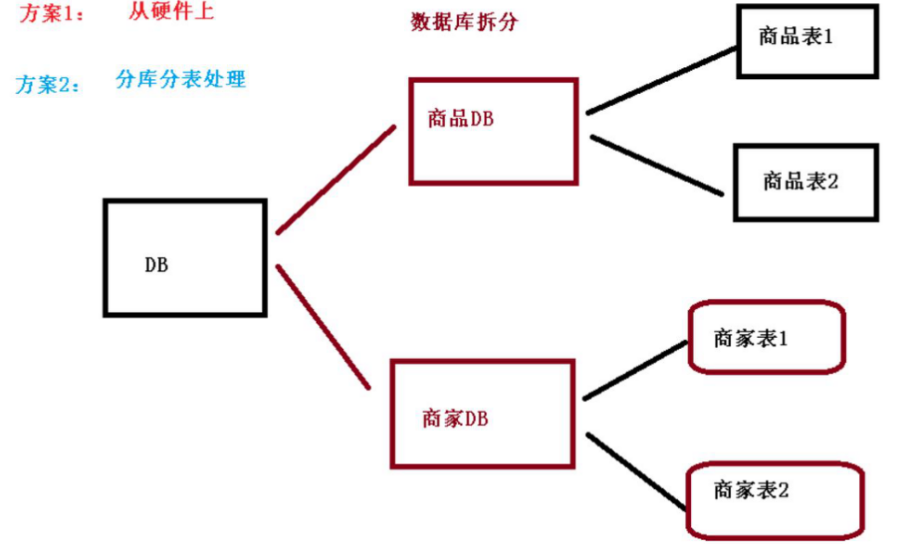 方案1： 从硬件上
方案2： 分库分表处理
数据库拆分
DB
商品DB
商品表1
商品表2
商家DB
商家表1
商家表2